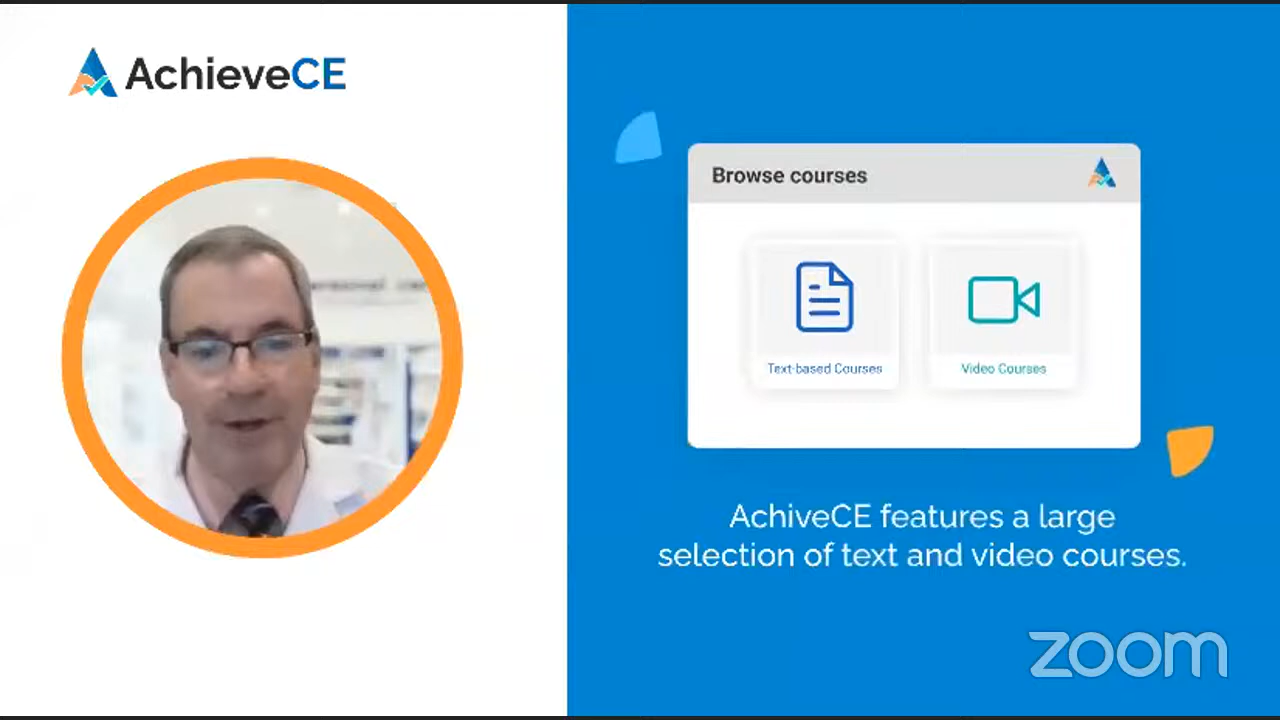 AchieveCE
Browse courses
Text-based Courses
Video Courses
AchiveCE features a large
selection of text and video courses.
zoom